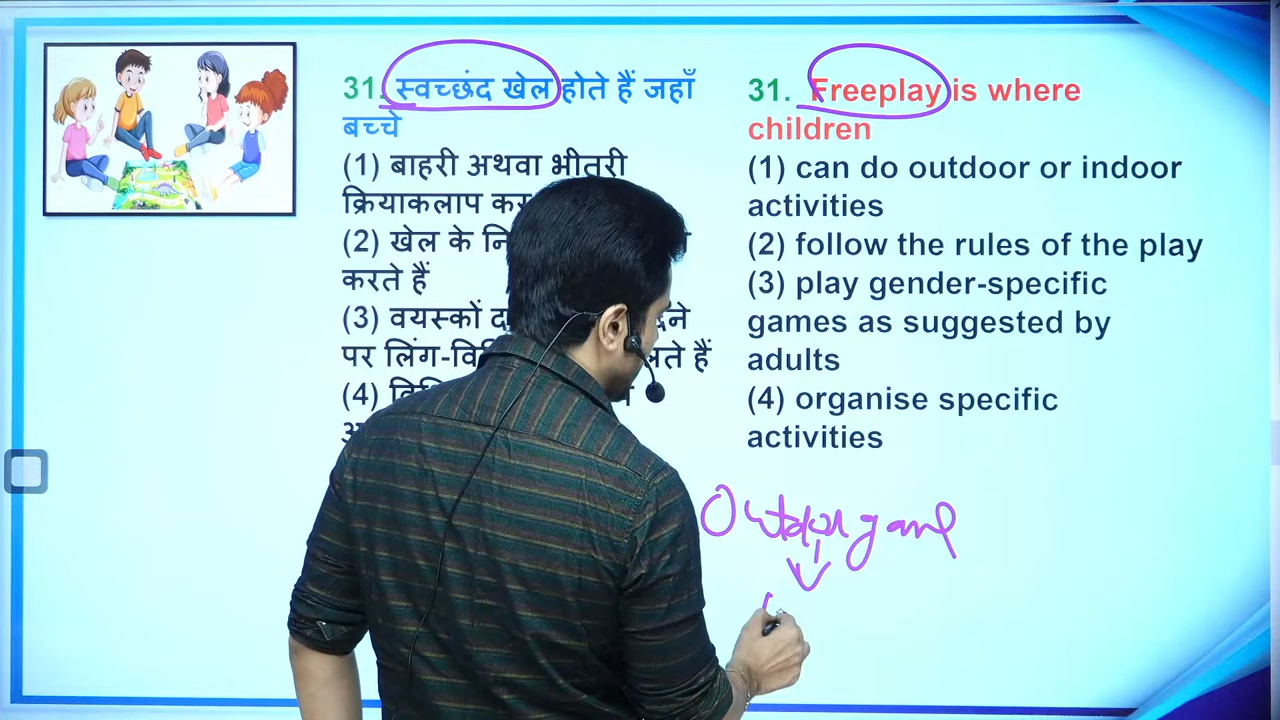 31. स्वच्छंद खेल होते हैं जहाँ
बच्चे
(1) बाहरी अथवा भीतरी
क्रियाकलाप
(2) खेल के
करते हैं
(3) वयस्कों
पर
(4)
31. Freeplay is where
children
(1) can do outdoor or indoor
activities
(2) follow the rules of the play
(3) play gender-specific
games as suggested by
adults
(4) organise specific
activities
Outdoor game